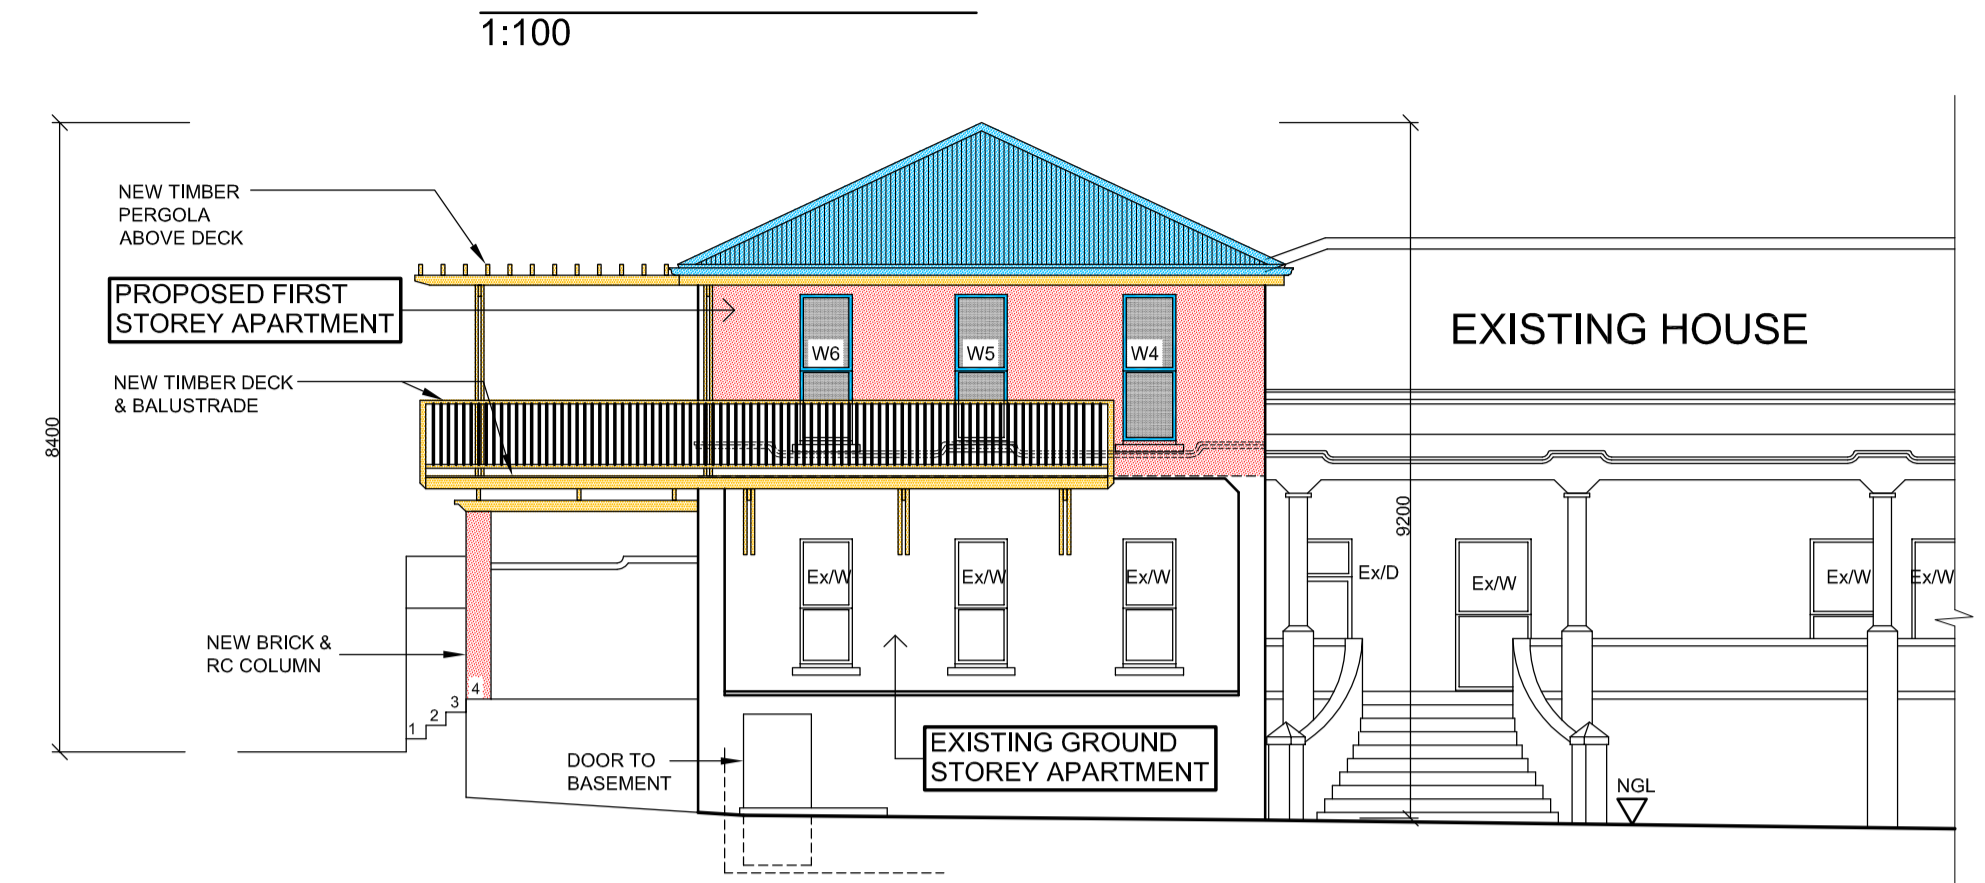 1:100
NEW TIMBER
PERGOLA
ABOVE DECK
PROPOSED FIRST
STOREY APARTMENT
NEW TIMBER DECK
& BALUSTRADE
8400
W6
W5
W4
EXISTING HOUSE
9200
Ex/W
Ex/W
Ex/W
Ex/D
Ex/W
Ex/W
Ex/W
NEW BRICK &
RC COLUMN
1
2
3
4
DOOR TO
BASEMENT
EXISTING GROUND
STOREY APARTMENT
NGL